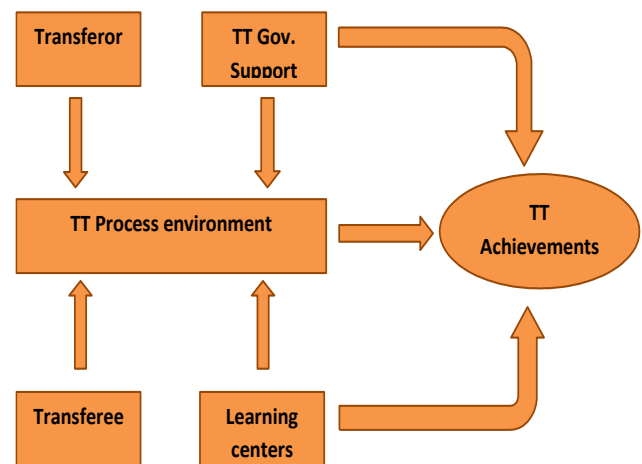 Transferor
TT Gov.
Support
TT Process environment
TT
Achievements
Transferee
Learning
centers